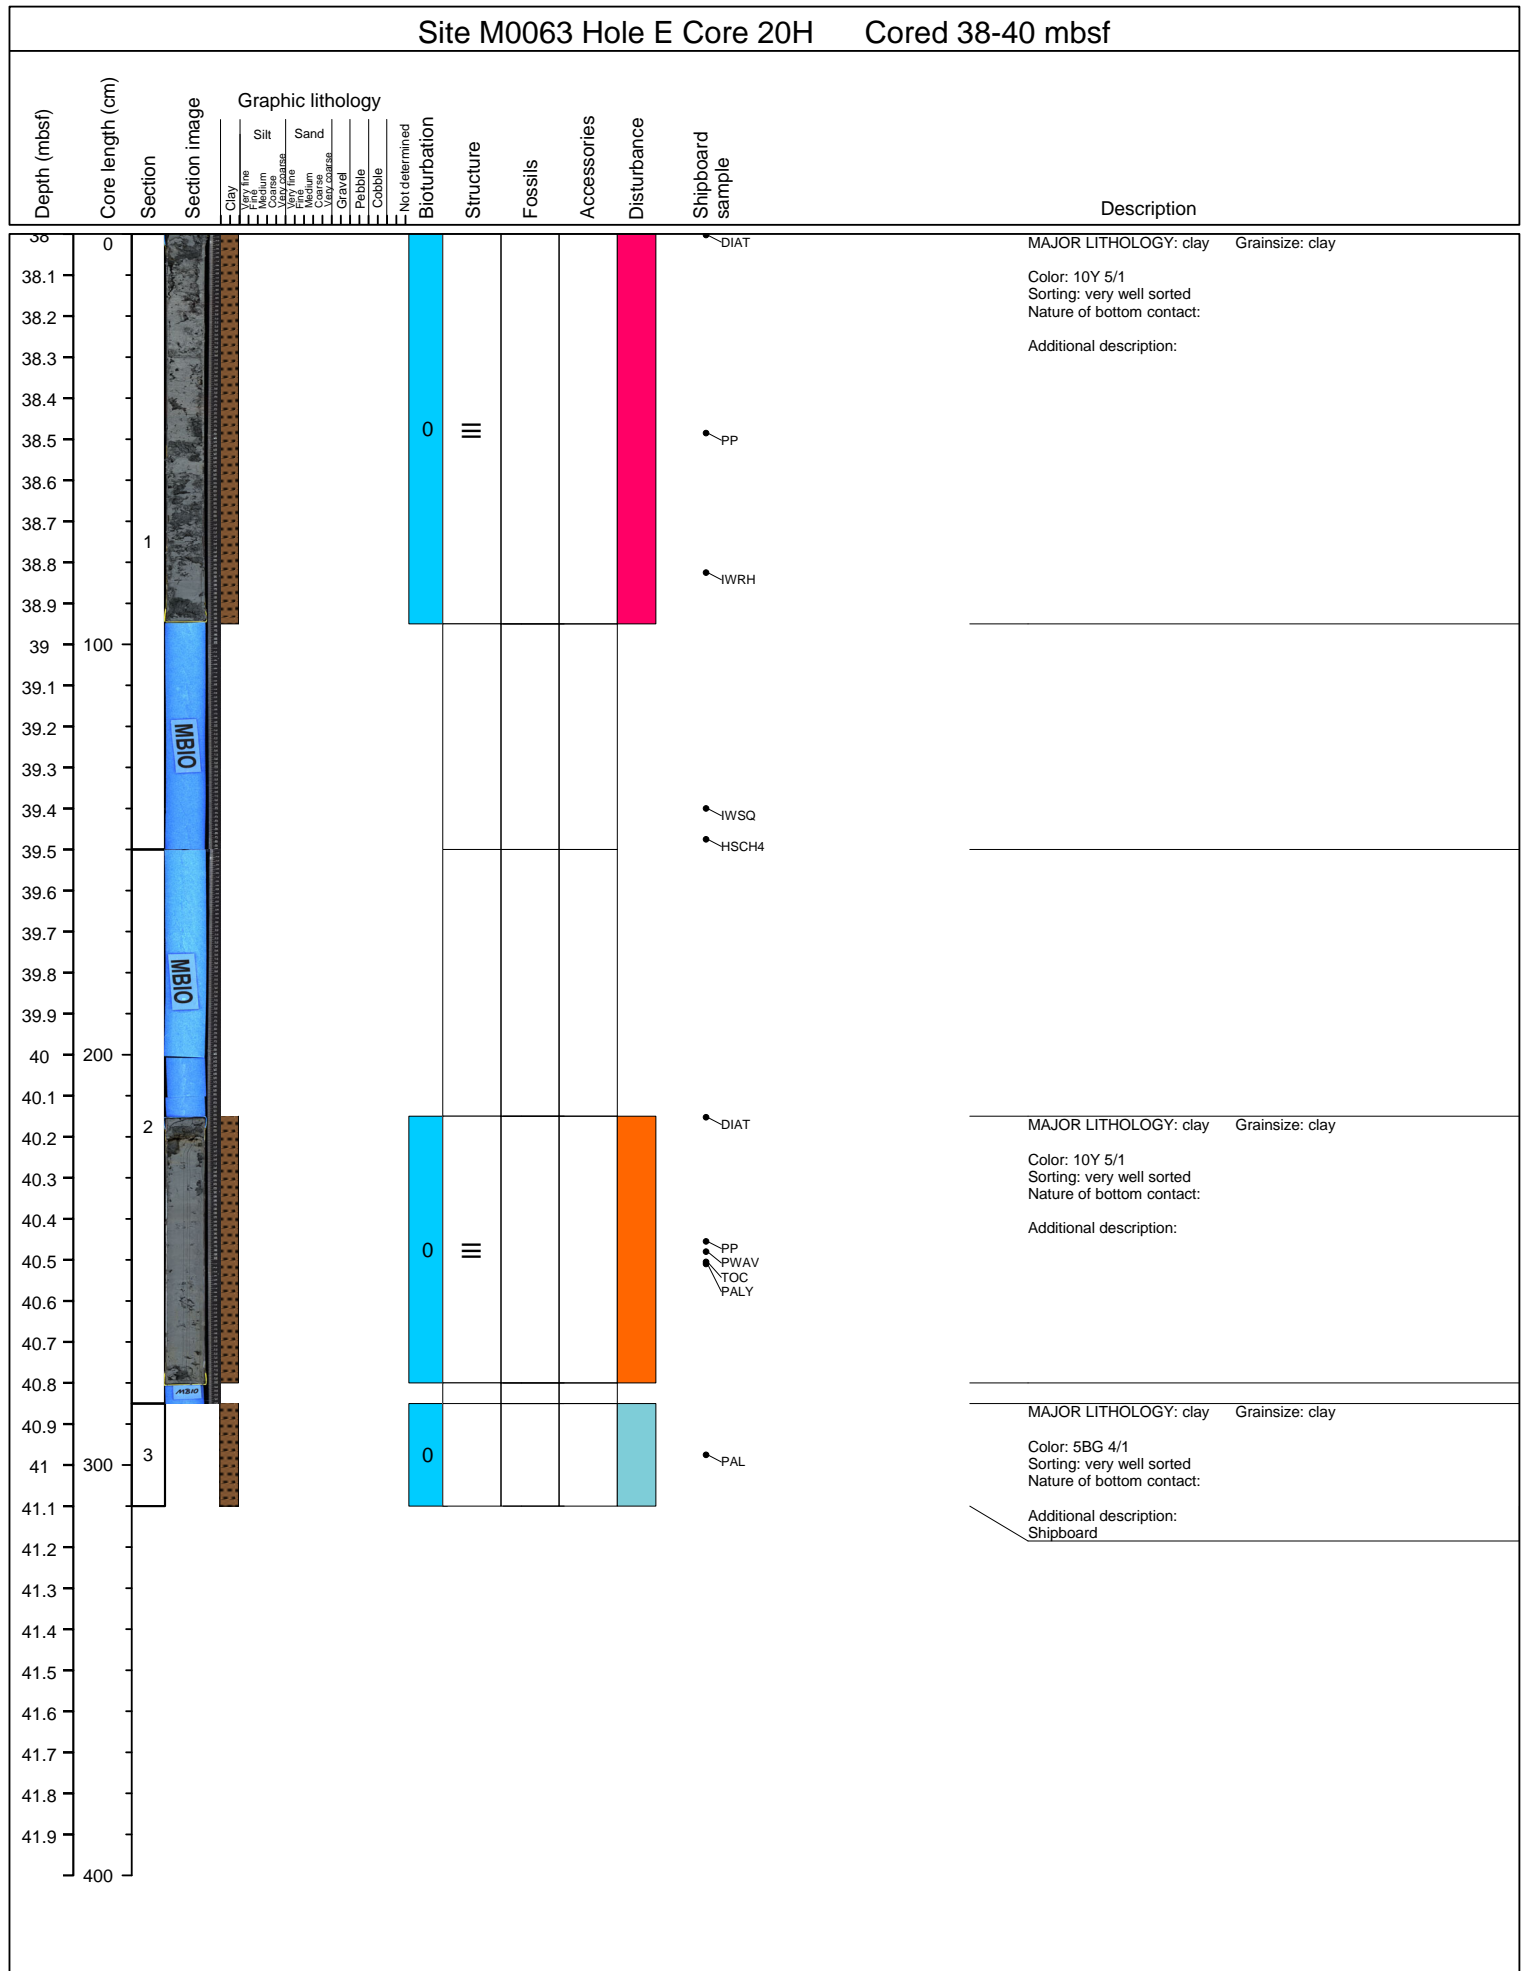 Site M0063 Hole E Core 20H Cored 38-40 mbsf
Depth (mbsf)
Core length (cm)
Section
Section image
Graphic lithology
Clay
Silt
Very fine
Fine
Medium
Coarse
Very coarse
Sand
Very fine
Fine
Medium
Coarse
Very coarse
Gravel
Pebble
Cobble
Not determined
Bioturbation
Structure
Fossils
Accessories
Disturbance
Shipboard
sample
Description
38
38.1
38.2
38.3
38.4
38.5
38.6
38.7
38.8
38.9
39
39.1
39.2
39.3
39.4
39.5
39.6
39.7
39.8
39.9
40
40.1
40.2
40.3
40.4
40.5
40.6
40.7
40.8
40.9
41
41.1
41.2
41.3
41.4
41.5
41.6
41.7
41.8
41.9
0
100
200
300
400
1
2
3
MBIO
MBIO
MBIO
0
0
0
DIAT
PP
IWRH
IWSQ
HSCH4
DIAT
PP
PWAV
TOC
PALY
PAL
MAJOR LITHOLOGY: clay Grainsize: clay
Color: 10Y 5/1
Sorting: very well sorted
Nature of bottom contact:
Additional description:
MAJOR LITHOLOGY: clay Grainsize: clay
Color: 10Y 5/1
Sorting: very well sorted
Nature of bottom contact:
Additional description:
MAJOR LITHOLOGY: clay Grainsize: clay
Color: 5BG 4/1
Sorting: very well sorted
Nature of bottom contact:
Additional description:
Shipboard